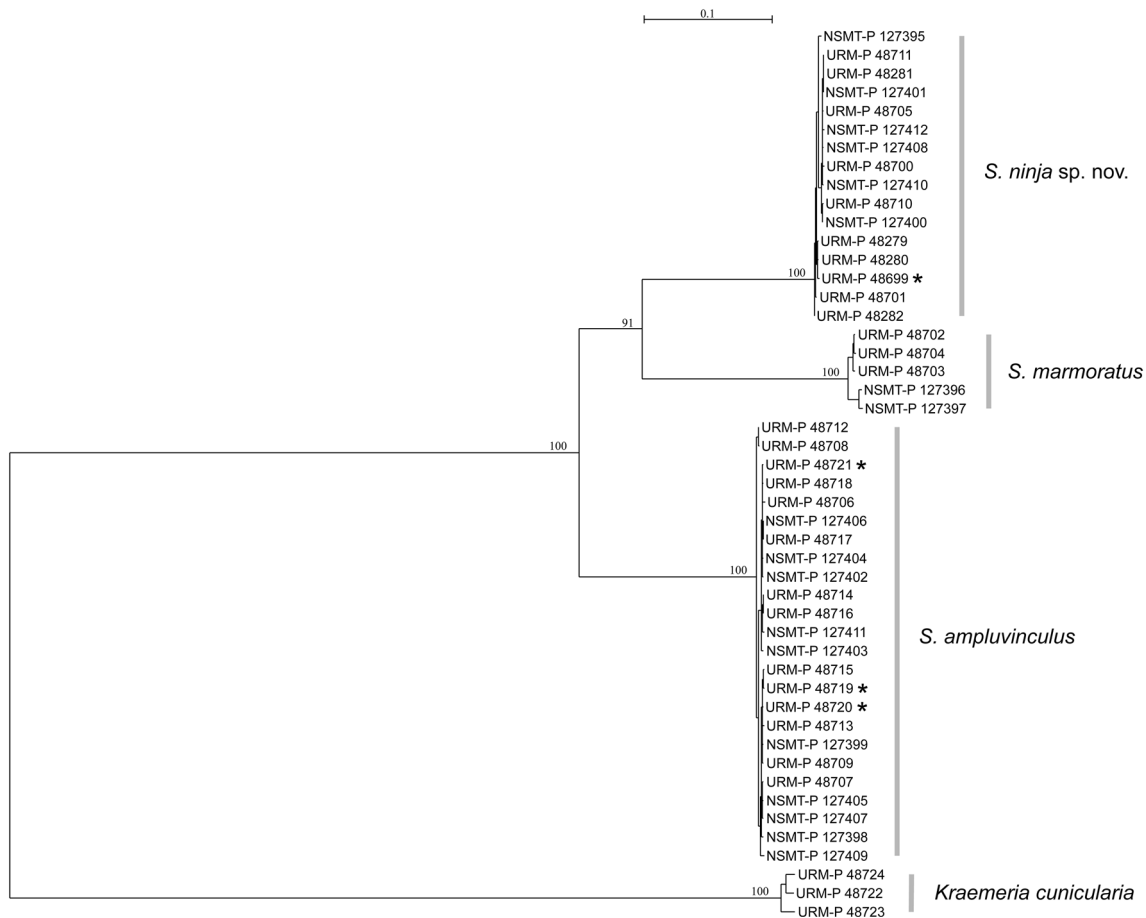 0.1
NSMT-P 127395
URM-P 48711
URM-P 48281
NSMT-P 127401
URM-P 48705
NSMT-P 127412
NSMT-P 127408
URM-P 48700
NSMT-P 127410
URM-P 48710
NSMT-P 127400
URM-P 48279
URM-P 48280
100
URM-P 48699 *
URM-P 48701
URM-P 48282
S. ninja sp. nov.
91
URM-P 48702
URM-P 48704
100
URM-P 48703
NSMT-P 127396
NSMT-P 127397
S. marmoratus
100
URM-P 48712
URM-P 48708
URM-P 48721 *
URM-P 48718
URM-P 48706
NSMT-P 127406
URM-P 48717
NSMT-P 127404
100
NSMT-P 127402
URM-P 48714
URM-P 48716
NSMT-P 127411
NSMT-P 127403
URM-P 48715
URM-P 48719 *
URM-P 48720 *
URM-P 48713
NSMT-P 127399
URM-P 48709
URM-P 48707
NSMT-P 127405
NSMT-P 127407
NSMT-P 127398
NSMT-P 127409
S. ampluvinculus
URM-P 48724
100
URM-P 48722
URM-P 48723
Kraemeria cunicularia